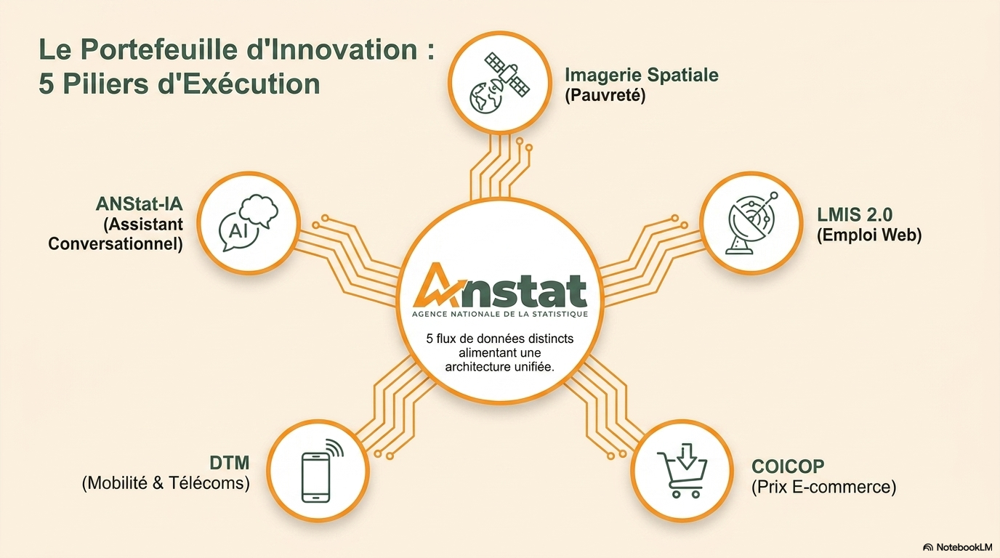 Le Portefeuille d'Innovation :
5 Piliers d'Exécution
Imagerie Spatiale
(Pauvreté)
ANStat-IA
(Assistant
Conversationnel)
AI
LMIS 2.0
(Emploi Web)
Anstat
AGENCE NATIONALE DE LA STATISTIQUE
5 flux de données distincts
alimentant une
architecture unifiée.
DTM
(Mobilité & Télécoms)
COICOP
(Prix E-commerce)
NotebookLM